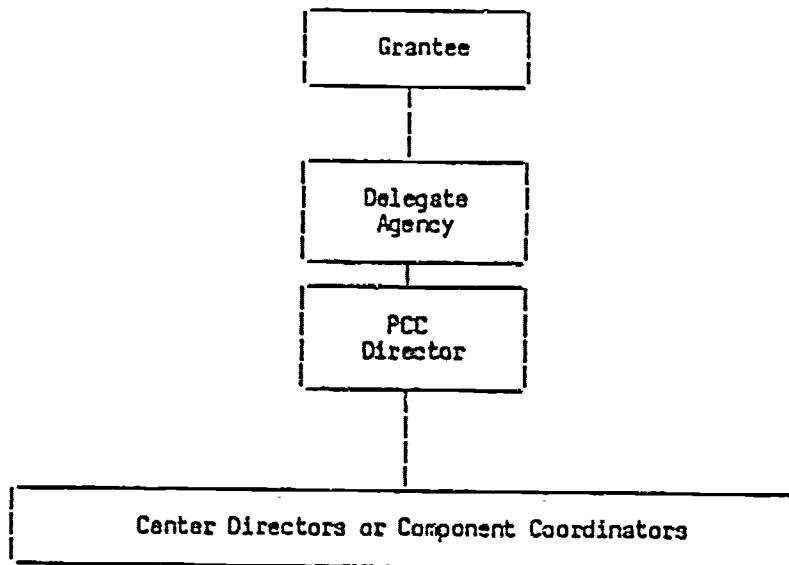 Grantee
Delegate
Agency
PCC
Director
Center Directors or Component Coordinators